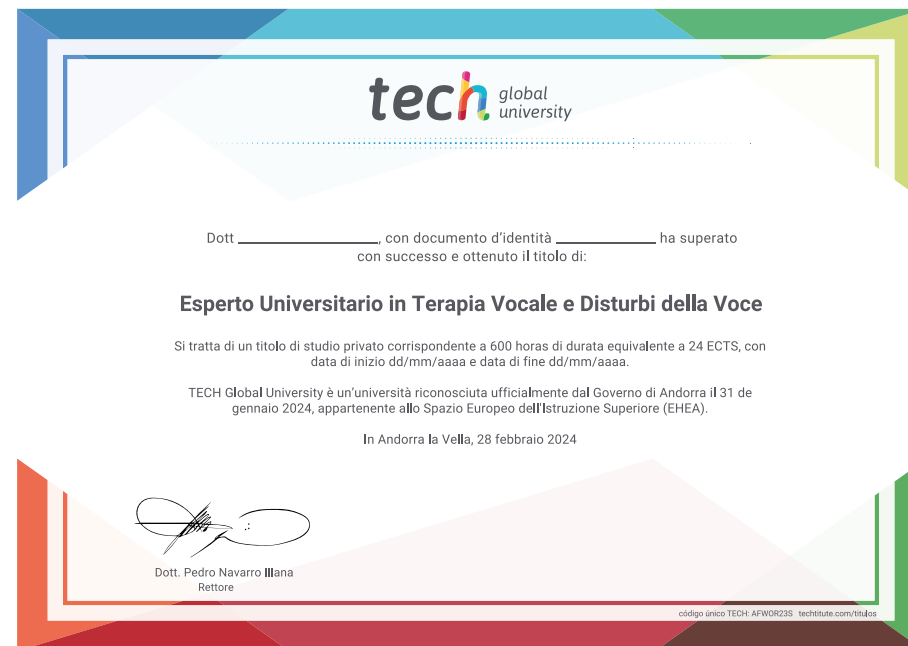 tech global university
Dott ____________, con documento d'identità ____________ ha superato
con successo e ottenuto il titolo di:
Esperto Universitario in Terapia Vocale e Disturbi della Voce
Si tratta di un titolo di studio privato corrispondente a 600 horas di durata equivalente a 24 ECTS, con
data di inizio dd/mm/aaaa e data di fine dd/mm/aaaa.
TECH Global University è un'università riconosciuta ufficialmente dal Governo di Andorra il 31 de
gennaio 2024, appartenente allo Spazio Europeo dell'Istruzione Superiore (EHEA).
In Andorra la Vella, 28 febbraio 2024
Dott. Pedro Navarro Illana
Rettore
código único TECH: AFWOR23S techtitute.com/titulos